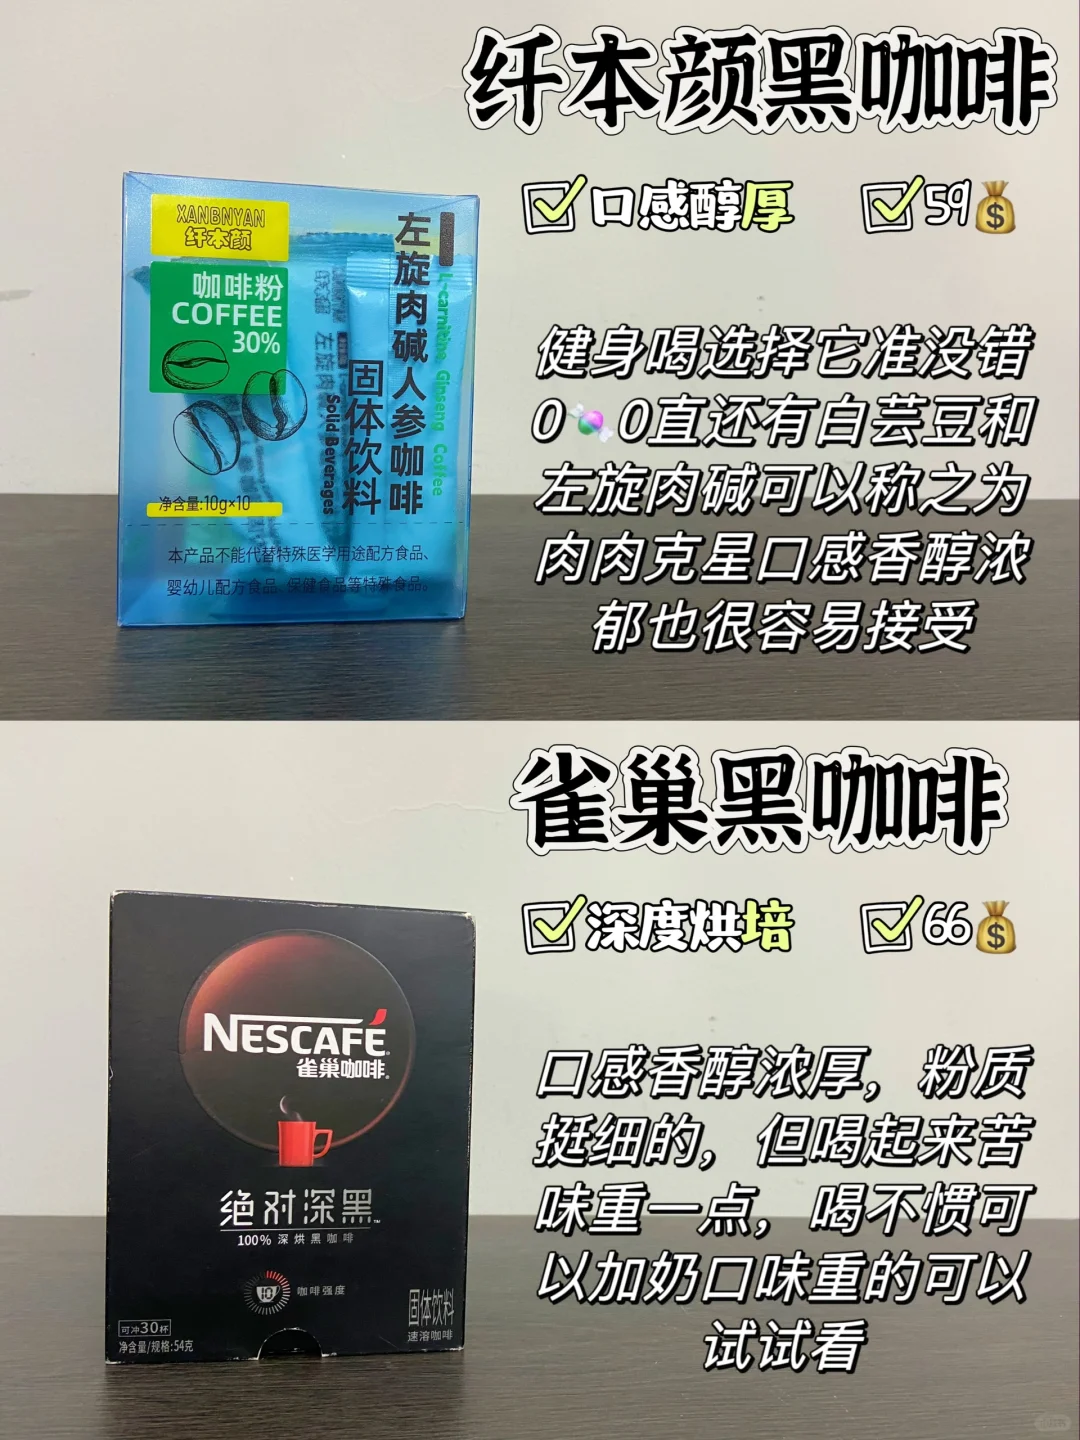 纤本颜黑咖啡
口感醇厚
59
XANBNYAN
纤本颜
咖啡粉
COFFEE
30%
左旋肉碱人参咖啡
L-carnitine Ginseng Coffee
固体饮料
Solid Beverages
净含量:10g×10
本产品不能代替特殊医学用途配方食品、
婴幼儿配方食品、保健食品等特殊食品。
健身喝选择它准没错
0🍬0直还有白芸豆和
左旋肉碱可以称之为
肉肉克星口感香醇浓
郁也很容易接受
雀巢黑咖啡
深度烘培
66
NESCAFÉ
雀巢咖啡
绝对深黑
100% 深烘黑咖啡
10
咖啡强度
可冲30杯
净含量/规格:54克
固体饮料
速溶咖啡
口感香醇浓厚，粉质
挺细的，但喝起来苦
味重一点，喝不惯可
以加奶口味重的可以
试试看